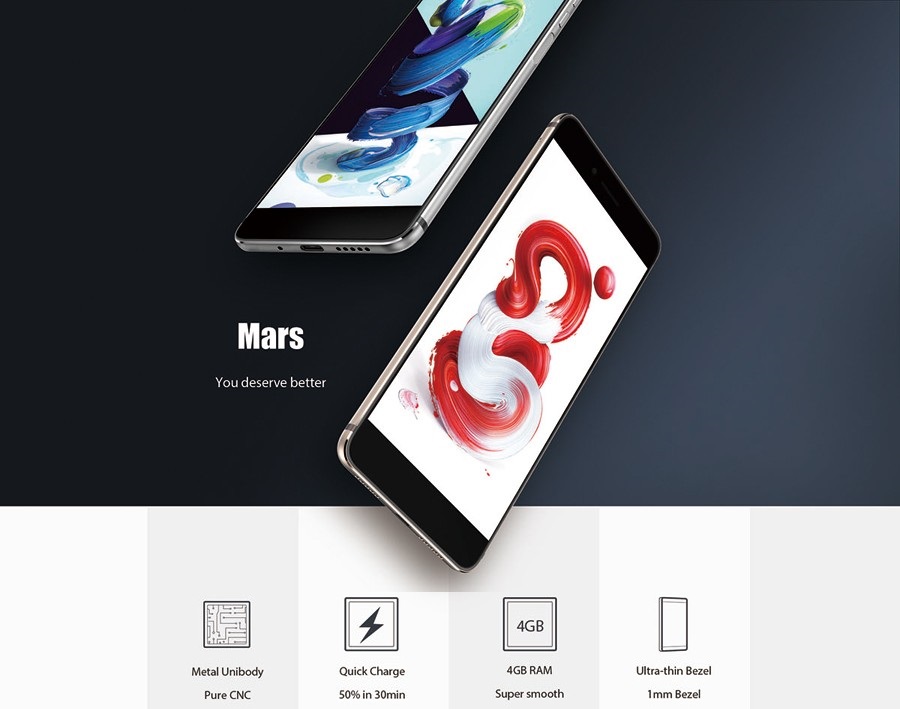 Mars
You deserve better
4GB
Metal Unibody
Pure CNC
Quick Charge
50% in 30min
4GB RAM
Super smooth
Ultra-thin Bezel
1mm Bezel